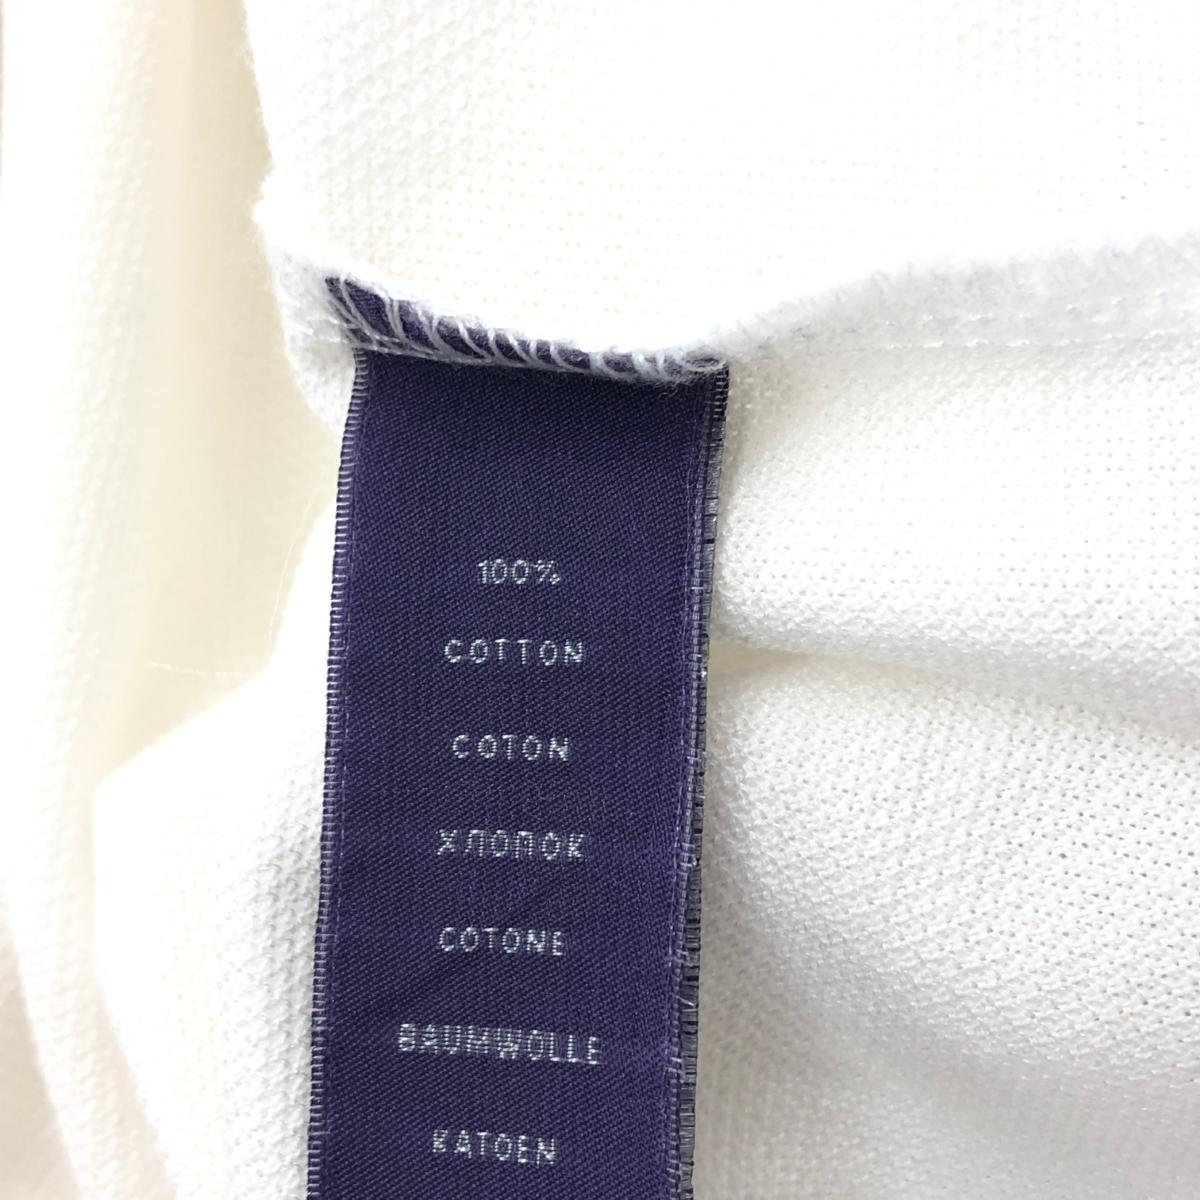 100%
COTTON
COTON
ХЛОПОК
COTONE
BAUMWOLLE
KATOEN